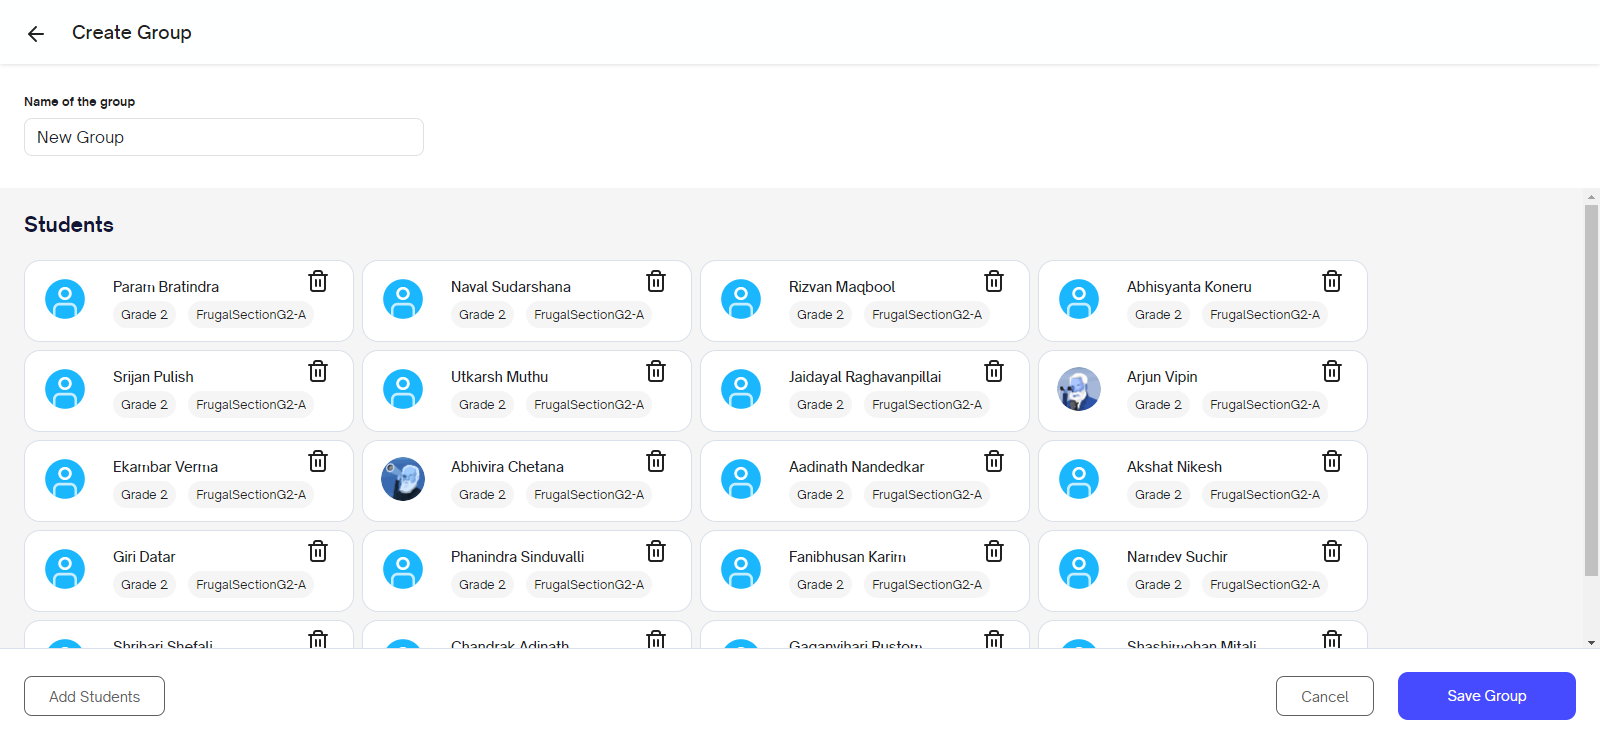 Create Group
Name of the group
New Group
Students
Param Bratindra
Grade 2 FrugalSectionG2-A
Naval Sudarshana
Grade 2 FrugalSectionG2-A
Rizvan Maqbool
Grade 2 FrugalSectionG2-A
Abhisyanta Koneru
Grade 2 FrugalSectionG2-A
Srijan Pulish
Grade 2 FrugalSectionG2-A
Utkarsh Muthu
Grade 2 FrugalSectionG2-A
Jaidayal Raghavanpillai
Grade 2 FrugalSectionG2-A
Arjun Vipin
Grade 2 FrugalSectionG2-A
Ekambar Verma
Grade 2 FrugalSectionG2-A
Abhivira Chetana
Grade 2 FrugalSectionG2-A
Aadinath Nandedkar
Grade 2 FrugalSectionG2-A
Akshat Nikesh
Grade 2 FrugalSectionG2-A
Giri Datar
Grade 2 FrugalSectionG2-A
Phanindra Sinduvalli
Grade 2 FrugalSectionG2-A
Fanibhusan Karim
Grade 2 FrugalSectionG2-A
Namdev Suchir
Grade 2 FrugalSectionG2-A
Shrihari Shefali
Chandrak Adinath
Gaganvihari Rustom
Shashimohan Mitali
Add Students
Cancel
Save Group